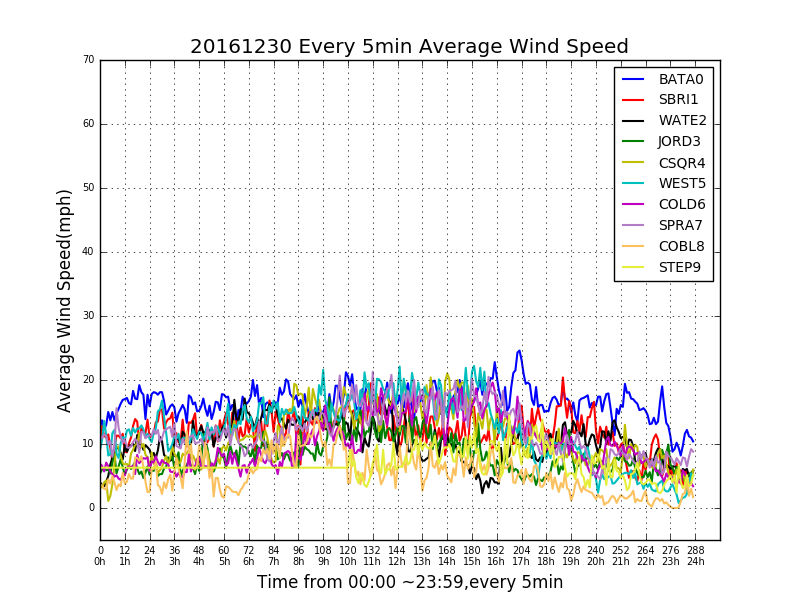 20161230 Every 5min Average Wind Speed
70
60
50
40
30
20
10
0
Average Wind Speed(mph)
BATA0
SBRI1
WATE2
JORD3
CSQR4
WEST5
COLD6
SPRA7
COBL8
STEP9
0 12 24 36 48 60 72 84 96 108 120 132 144 156 168 180 192 204 216 228 240 252 264 276 288
0h 1h 2h 3h 4h 5h 6h 7h 8h 9h 10h 11h 12h 13h 14h 15h 16h 17h 18h 19h 20h 21h 22h 23h 24h
Time from 00:00 ~23:59,every 5min